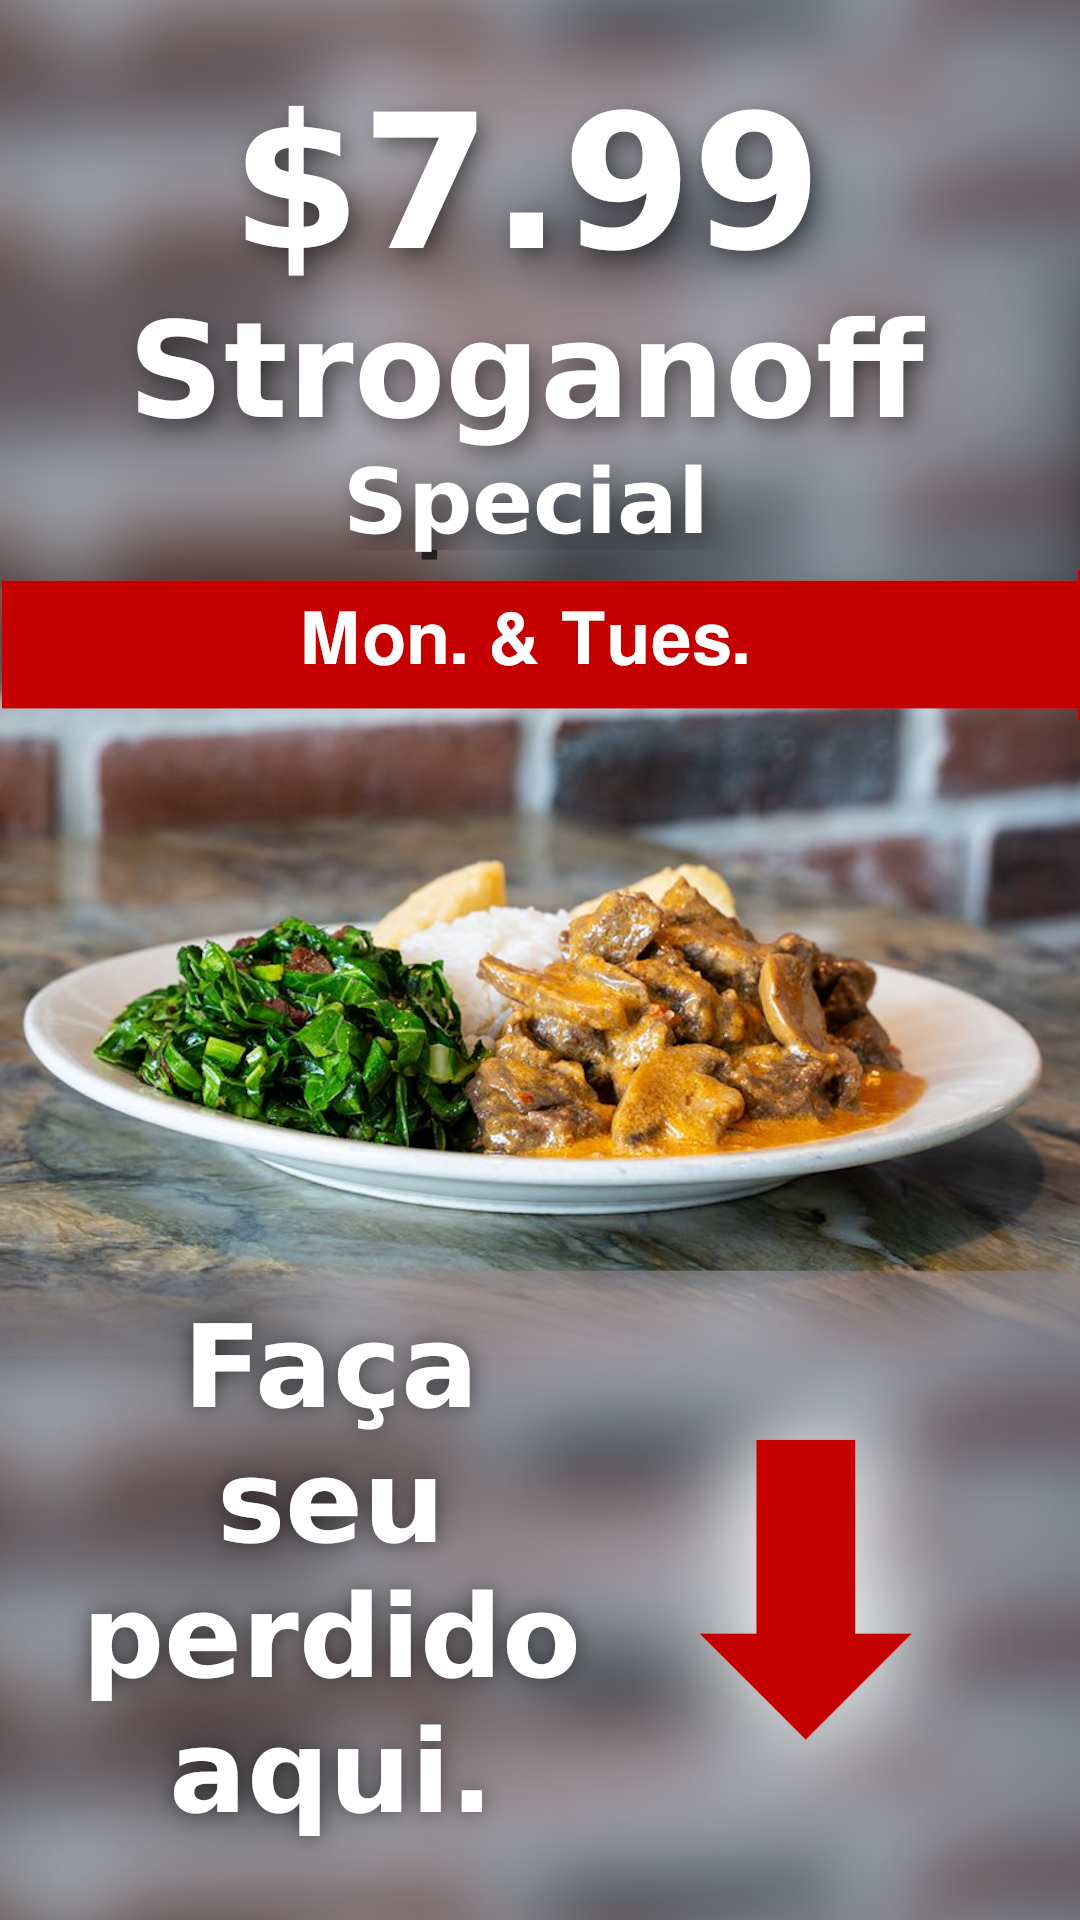 $7.99
Stroganoff
Special
Mon. & Tues.
Faça
seu
perdido
aqui.